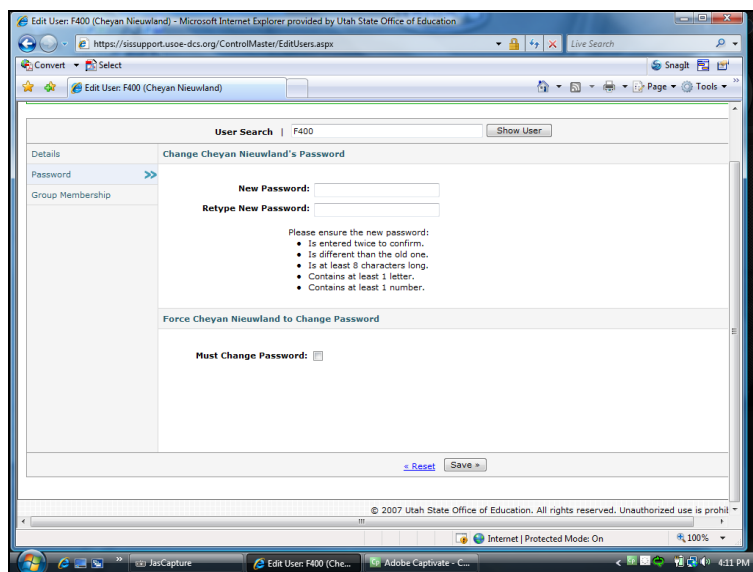 Edit User: F400 (Cheyan Nieuwland) - Microsoft Internet Explorer provided by Utah State Office of Education
https://sissupport.usoe-dcs.org/ControlMaster/EditUsers.aspx
Live Search
Convert Select
SnagIt
Edit User: F400 (Cheyan Nieuwland)
Page Tools »
User Search | F400 Show User
Details
Change Cheyan Nieuwland's Password
Password
Group Membership
New Password:
Retype New Password:
Please ensure the new password:
• Is entered twice to confirm.
• Is different than the old one.
• Is at least 8 characters long.
• Contains at least 1 letter.
• Contains at least 1 number.
Force Cheyan Nieuwland to Change Password
Must Change Password:
« Reset Save »
© 2007 Utah State Office of Education. All rights reserved. Unauthorized use is prohib
Internet | Protected Mode: On 100%
» JasCapture Edit User: F400 (Che... Adobe Captivate - C... 4:11 PM